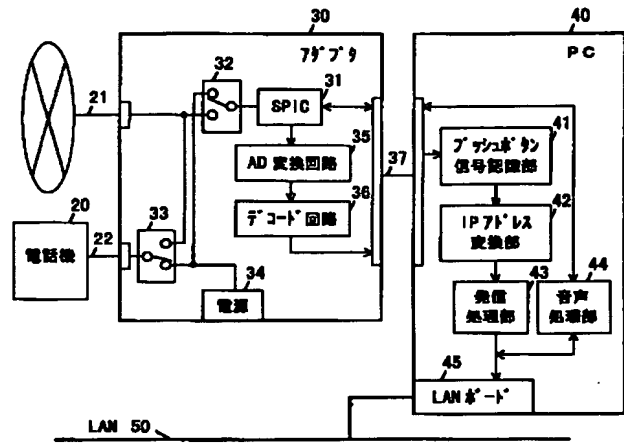 30
アダプタ
40
PC
32
31
SPIC
21
35
AD変換回路
37
プッシュボタン
信号認識部
41
36
デコード回路
20
電話機
22
33
IPアドレス
変換部
42
34
電源
43
発信
処理部
44
音声
処理部
45
LANボード
LAN 50